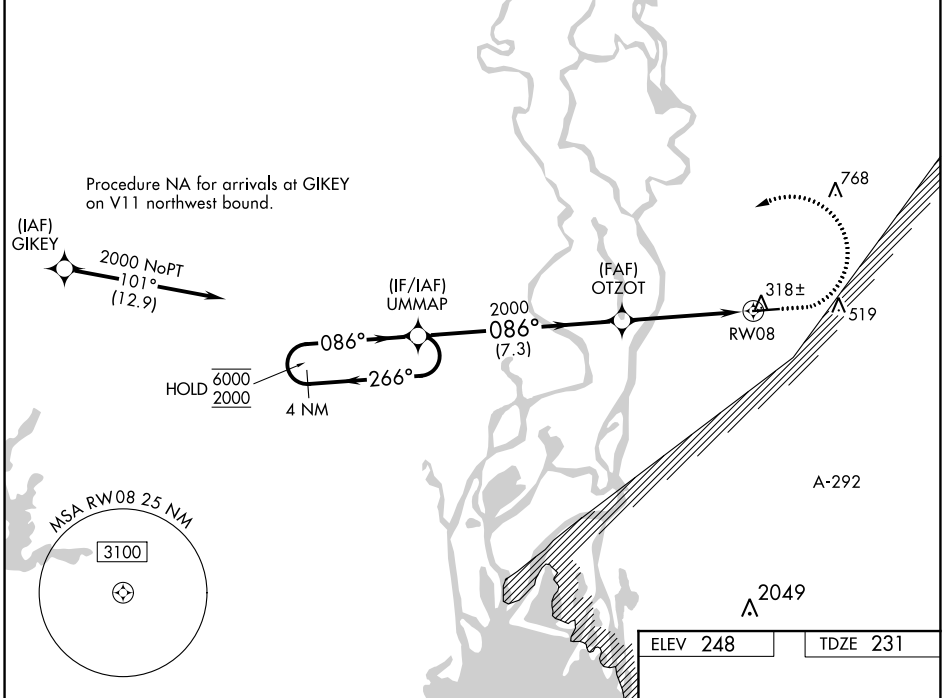 768
Procedure NA for arrivals at GIKEY
on V11 northwest bound.
(IAF)
GIKEY
2000 NoPT
101°
(12.9)
(IF/IAF)
UMMAP
(FAF)
OTZOT
2000
086°
(7.3)
318±
RW08
519
086°
266°
HOLD
6000
2000
4 NM
A-292
MSA RW08 25 NM
3100
2049
ELEV 248
TDZE 231